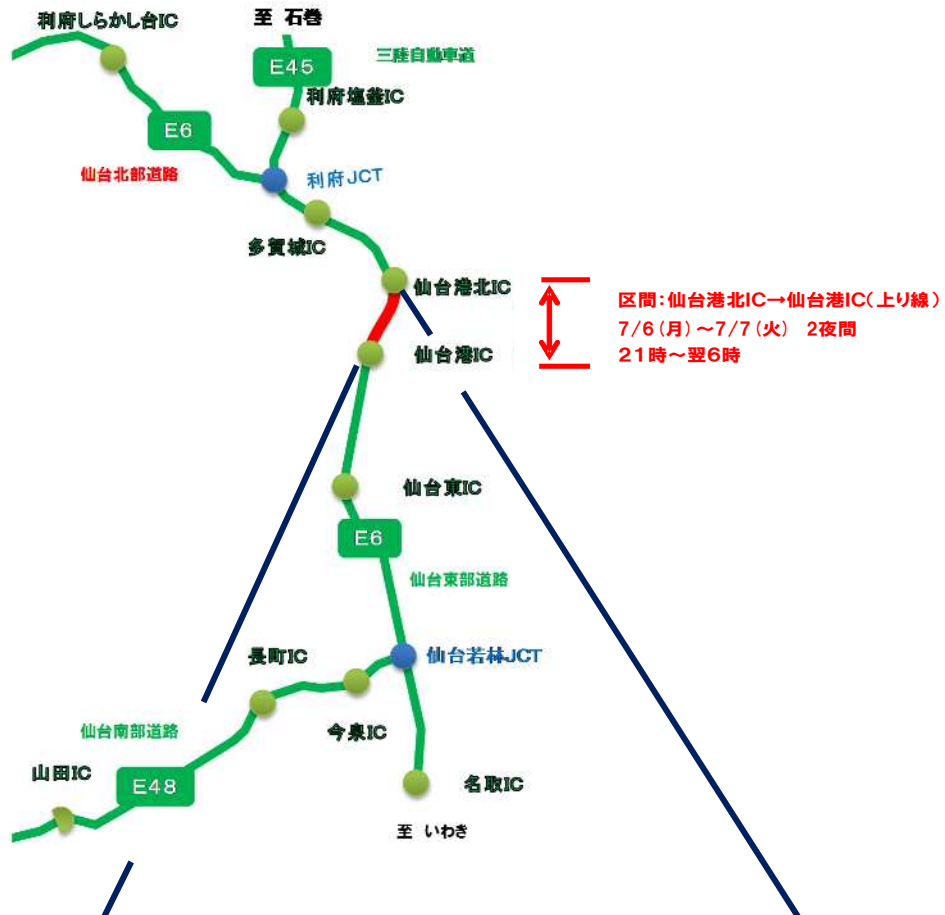 利府しらかし台IC
至 石巻
E45
三陸自動車道
利府塩釜IC
E6
仙台北部道路
利府JCT
多賀城IC
仙台港北IC
区間:仙台港北IC→仙台港IC(上り線)
7/6(月)~7/7(火) 2夜間
21時~翌6時
仙台港IC
仙台東IC
E6
仙台東部道路
長町IC
仙台若林JCT
今泉IC
仙台南部道路
山田IC
E48
名取IC
至 いわき